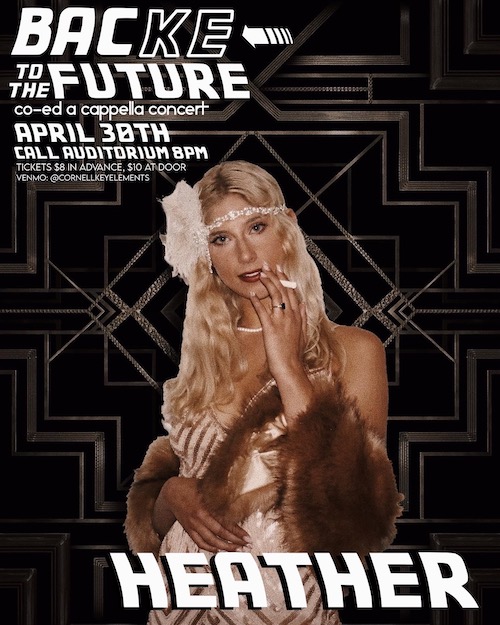 BACKE
TO
THE FUTURE
co-ed a cappella concert
APRIL 30TH
CALL AUDITORIUM 8PM
TICKETS $8 IN ADVANCE, $10 AT DOOR
VENMO: @CORNELLKEYELEMENTS
HEATHER